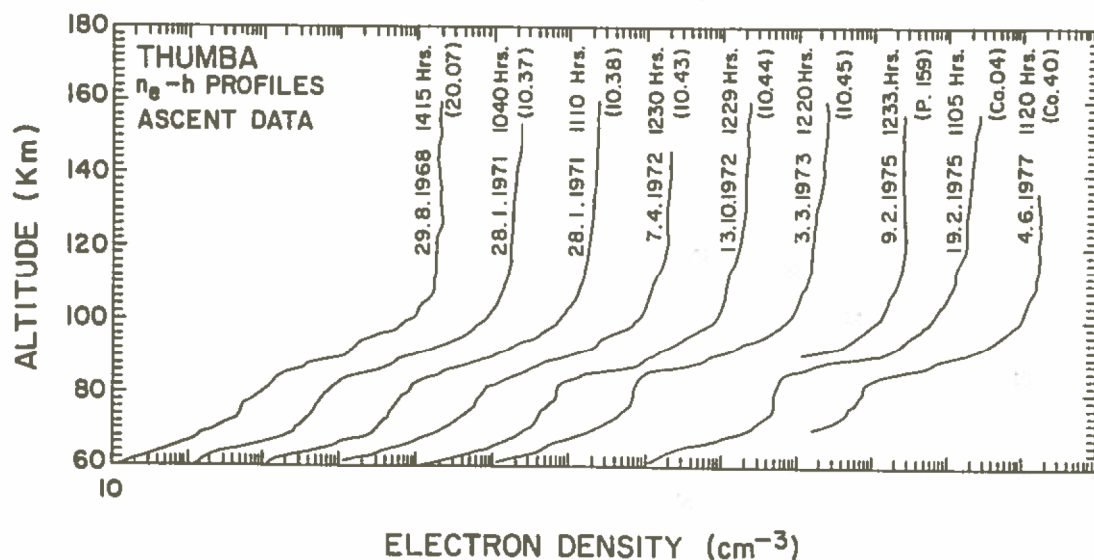 180
160
140
120
100
80
60
10
ALTITUDE (Km)
THUMBA
nₑ-h PROFILES
ASCENT DATA
29.8.1968 1415 Hrs.
(20.07)
28.1.1971 1040 Hrs.
(10.37)
28.1.1971 1110 Hrs.
(10.38)
7.4.1972 1230 Hrs.
(10.43)
13.10.1972 1229 Hrs.
(10.44)
3.3.1973 1220 Hrs.
(10.45)
9.2.1975 1233.Hrs.
(P. 159)
19.2.1975 1105 Hrs.
(Ca.04)
4.6.1977 1120 Hrs.
(Ca.40)
ELECTRON DENSITY (cm⁻³)